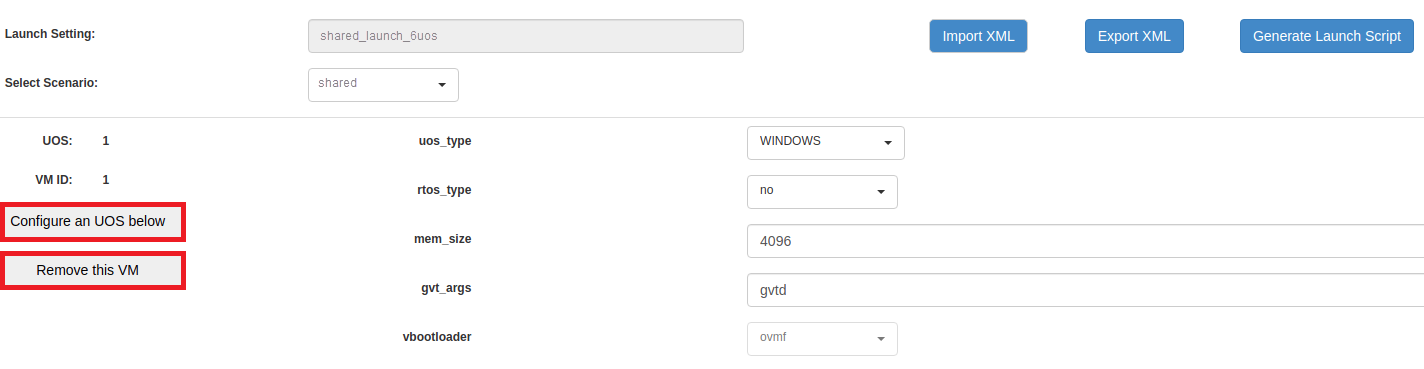 Launch Setting: shared_launch_6uos Import XML Export XML Generate Launch Script
Select Scenario: shared
UOS: 1 uos_type WINDOWS
VM ID: 1 rtos_type no
Configure an UOS below
mem_size 4096
Remove this VM
gvt_args gvtd
vbootloader ovmf